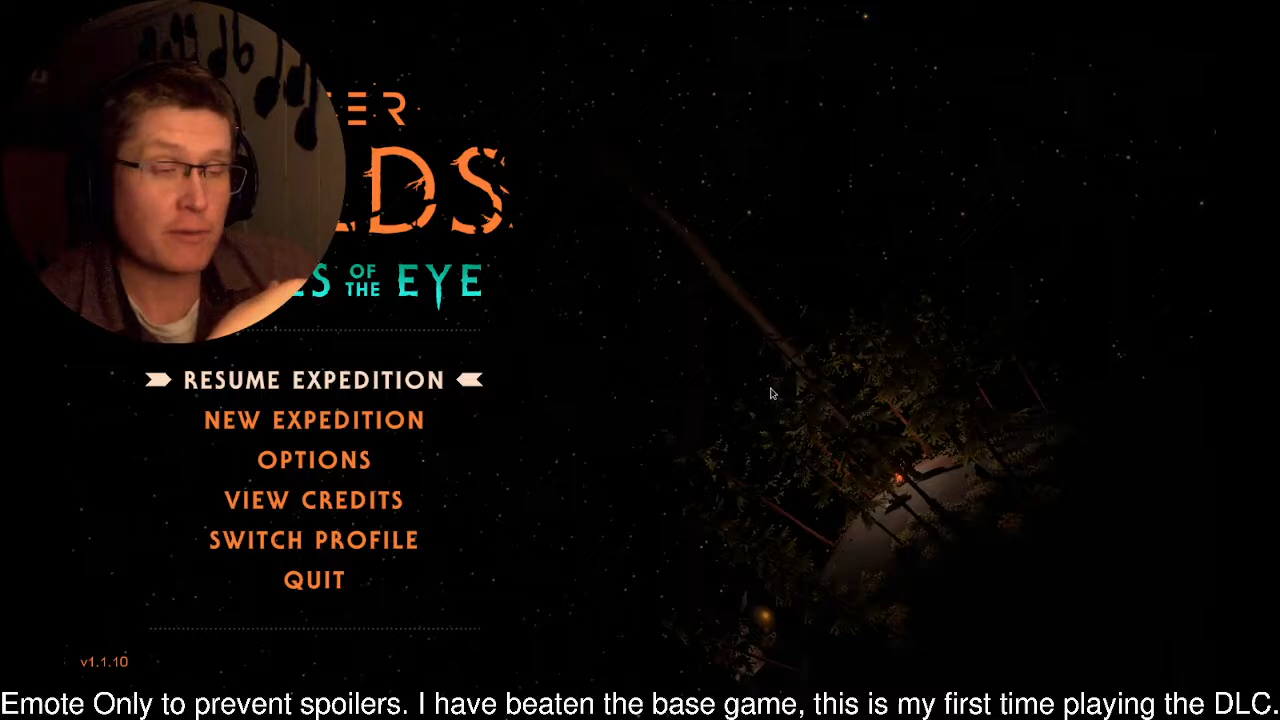 ER
LDS
ES OF THE EYE
RESUME EXPEDITION
NEW EXPEDITION
OPTIONS
VIEW CREDITS
SWITCH PROFILE
QUIT
v1.1.10
Emote Only to prevent spoilers. I have beaten the base game, this is my first time playing the DLC.